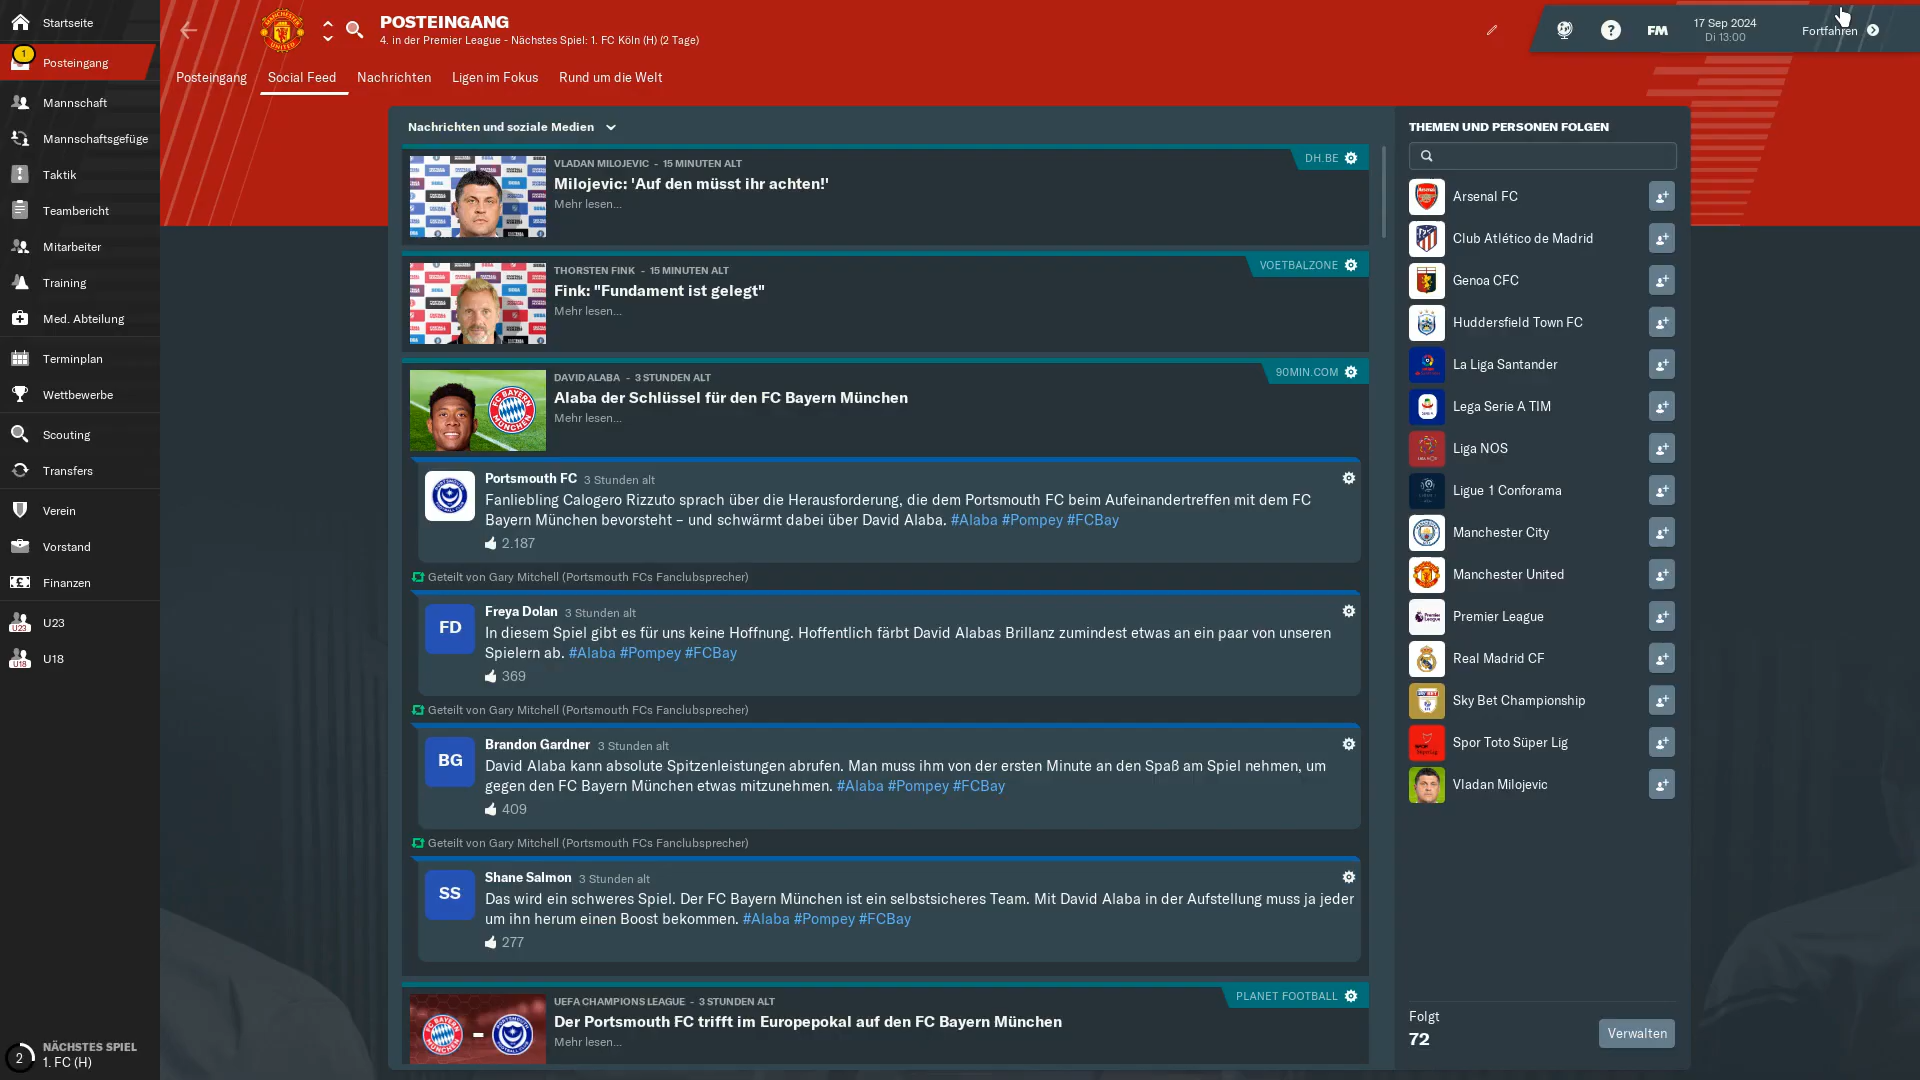 Startseite
1
Posteingang
Mannschaft
Mannschaftsgefüge
Taktik
Teambericht
Mitarbeiter
Training
Med. Abteilung
Terminplan
Wettbewerbe
Scouting
Transfers
Verein
Vorstand
Finanzen
U23
U23
U18
U18
2
NÄCHSTES SPIEL
1. FC (H)
POSTEINGANG
4. in der Premier League - Nächstes Spiel: 1. FC Köln (H) (2 Tage)
FM
17 Sep 2024
Di 13:00
Fortfahren
Posteingang
Social Feed
Nachrichten
Ligen im Fokus
Rund um die Welt
Nachrichten und soziale Medien
VLADAN MILOJEVIC - 15 MINUTEN ALT
DH.BE
Milojevic: 'Auf den müsst ihr achten!'
Mehr lesen...
THORSTEN FINK - 15 MINUTEN ALT
VOETBALZONE
Fink: "Fundament ist gelegt"
Mehr lesen...
DAVID ALABA - 3 STUNDEN ALT
90MIN.COM
Alaba der Schlüssel für den FC Bayern München
Mehr lesen...
Portsmouth FC 3 Stunden alt
Fanliebling Calogero Rizzuto sprach über die Herausforderung, die dem Portsmouth FC beim Aufeinandertreffen mit dem FC
Bayern München bevorsteht – und schwärmt dabei über David Alaba. #Alaba #Pompey #FCBay
2.187
Geteilt von Gary Mitchell (Portsmouth FCs Fanclubsprecher)
FD
Freya Dolan 3 Stunden alt
In diesem Spiel gibt es für uns keine Hoffnung. Hoffentlich färbt David Alabas Brillanz zumindest etwas an ein paar von unseren
Spielern ab. #Alaba #Pompey #FCBay
369
Geteilt von Gary Mitchell (Portsmouth FCs Fanclubsprecher)
BG
Brandon Gardner 3 Stunden alt
David Alaba kann absolute Spitzenleistungen abrufen. Man muss ihm von der ersten Minute an den Spaß am Spiel nehmen, um
gegen den FC Bayern München etwas mitzunehmen. #Alaba #Pompey #FCBay
409
Geteilt von Gary Mitchell (Portsmouth FCs Fanclubsprecher)
SS
Shane Salmon 3 Stunden alt
Das wird ein schweres Spiel. Der FC Bayern München ist ein selbstsicheres Team. Mit David Alaba in der Aufstellung muss ja jeder
um ihn herum einen Boost bekommen. #Alaba #Pompey #FCBay
277
UEFA CHAMPIONS LEAGUE - 3 STUNDEN ALT
PLANET FOOTBALL
Der Portsmouth FC trifft im Europepokal auf den FC Bayern München
Mehr lesen...
THEMEN UND PERSONEN FOLGEN
Arsenal FC
Club Atlético de Madrid
Genoa CFC
Huddersfield Town FC
La Liga Santander
Lega Serie A TIM
Liga NOS
Ligue 1 Conforama
Manchester City
Manchester United
Premier League
Real Madrid CF
Sky Bet Championship
Spor Toto Süper Lig
Vladan Milojevic
Folgt
72
Verwalten